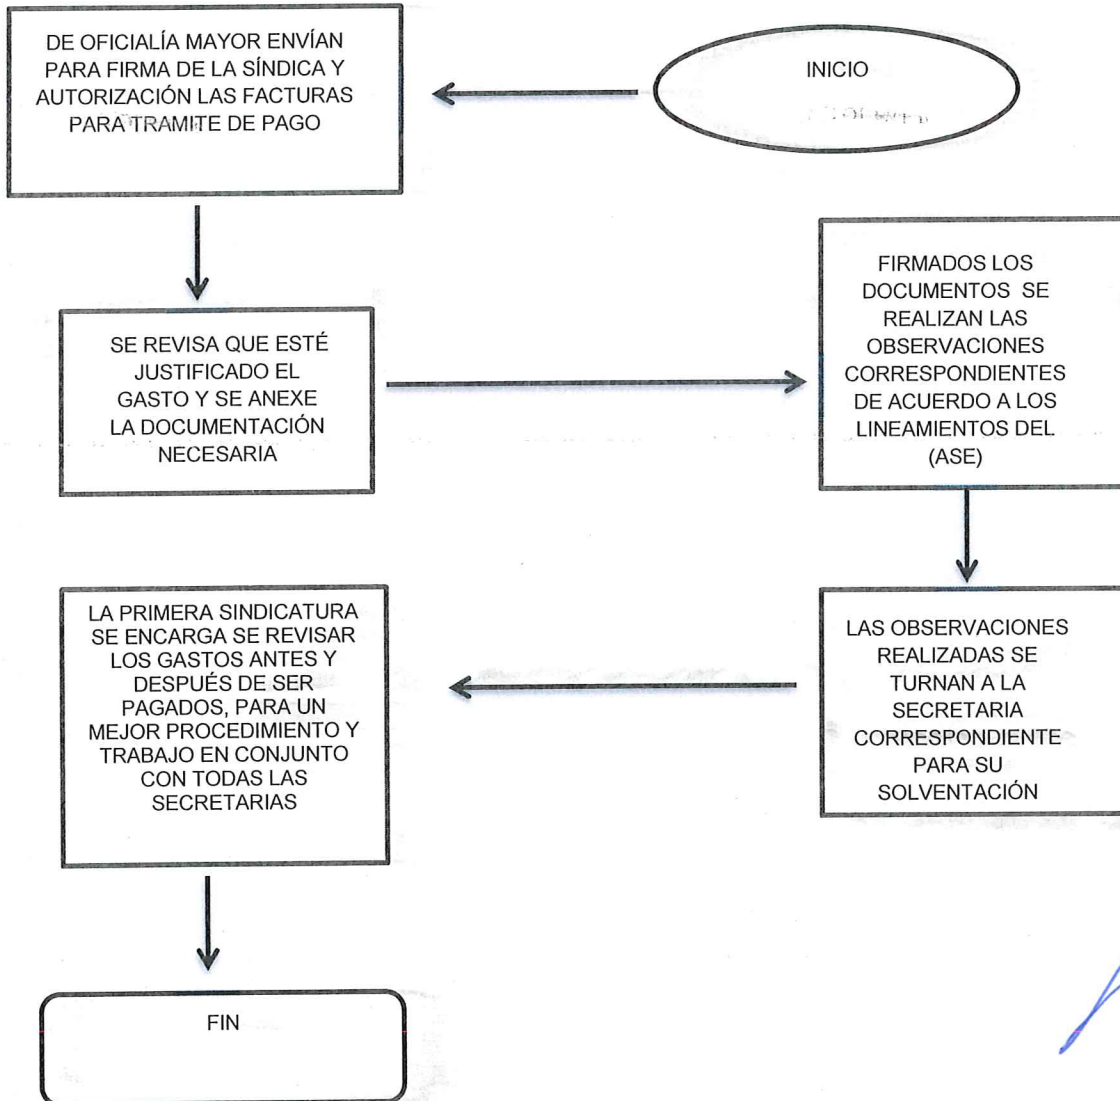 INICIO
DE OFICIALÍA MAYOR ENVÍAN
PARA FIRMA DE LA SÍNDICA Y
AUTORIZACIÓN LAS FACTURAS
PARA TRAMITE DE PAGO
SE REVISA QUE ESTÉ
JUSTIFICADO EL
GASTO Y SE ANEXE
LA DOCUMENTACIÓN
NECESARIA
FIRMADOS LOS
DOCUMENTOS SE
REALIZAN LAS
OBSERVACIONES
CORRESPONDIENTES
DE ACUERDO A LOS
LINEAMIENTOS DEL
(ASE)
LAS OBSERVACIONES
REALIZADAS SE
TURNAN A LA
SECRETARIA
CORRESPONDIENTE
PARA SU
SOLVENTACIÓN
LA PRIMERA SINDICATURA
SE ENCARGA SE REVISAR
LOS GASTOS ANTES Y
DESPUÉS DE SER
PAGADOS, PARA UN
MEJOR PROCEDIMIENTO Y
TRABAJO EN CONJUNTO
CON TODAS LAS
SECRETARIAS
FIN